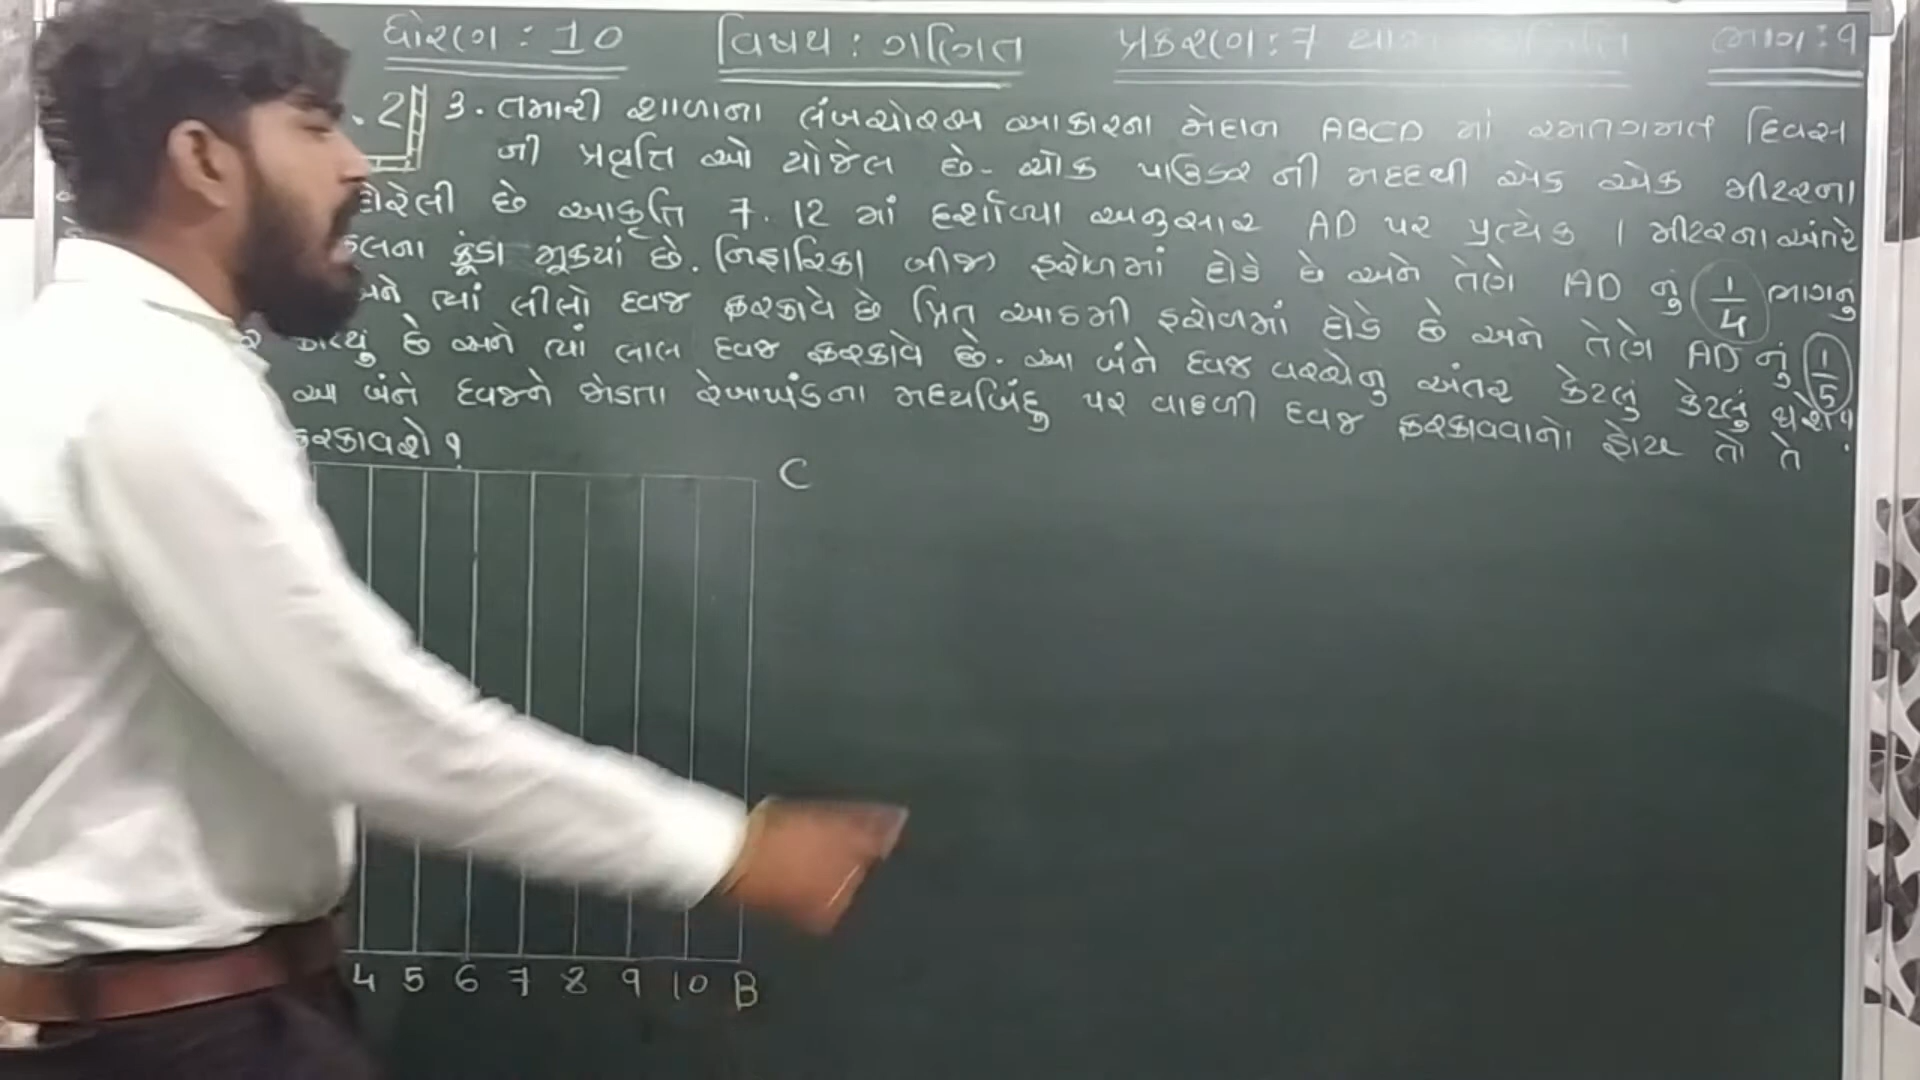 ધોરણ : 10 વિષય : ગણિત પ્રકરણ : 7 ભાગ : 9
. 2 3. તમારી શાળાના લંબચોરસ આકારના મેદાન ABCD માં રમતગમત દિવસ
ની પ્રવૃત્તિ ઓ યોજેલ છે. ચોક પાઉડર ની મદદથી એક એક મીટરના
દોરેલી છે આકૃતિ 7.12 માં દર્શાવ્યા અનુસાર AD પર પ્રત્યેક 1 મીટરના અંતરે
કૂંડા મૂક્યાં છે. નિહારિકા બીજી હરોળમાં દોડે છે અને તેણે AD નું 1/4 ભાગનું
અને ત્યાં લીલો ધ્વજ ફરકાવે છે પ્રિત આઠમી હરોળમાં દોડે છે અને તેણે AD નું 1/5
કાપ્યું છે અને ત્યાં લાલ ધ્વજ ફરકાવે છે. આ બંને ધ્વજ વચ્ચેનુ અંતર કેટલું કેટલું થશે?
આ બંને ધ્વજને જોડતા રેખાખંડના મધ્યબિંદુ પર વાદળી ધ્વજ ફરકાવવાનો હોય તો તે
ફરકાવશે ?
C
4 5 6 7 8 9 10 B